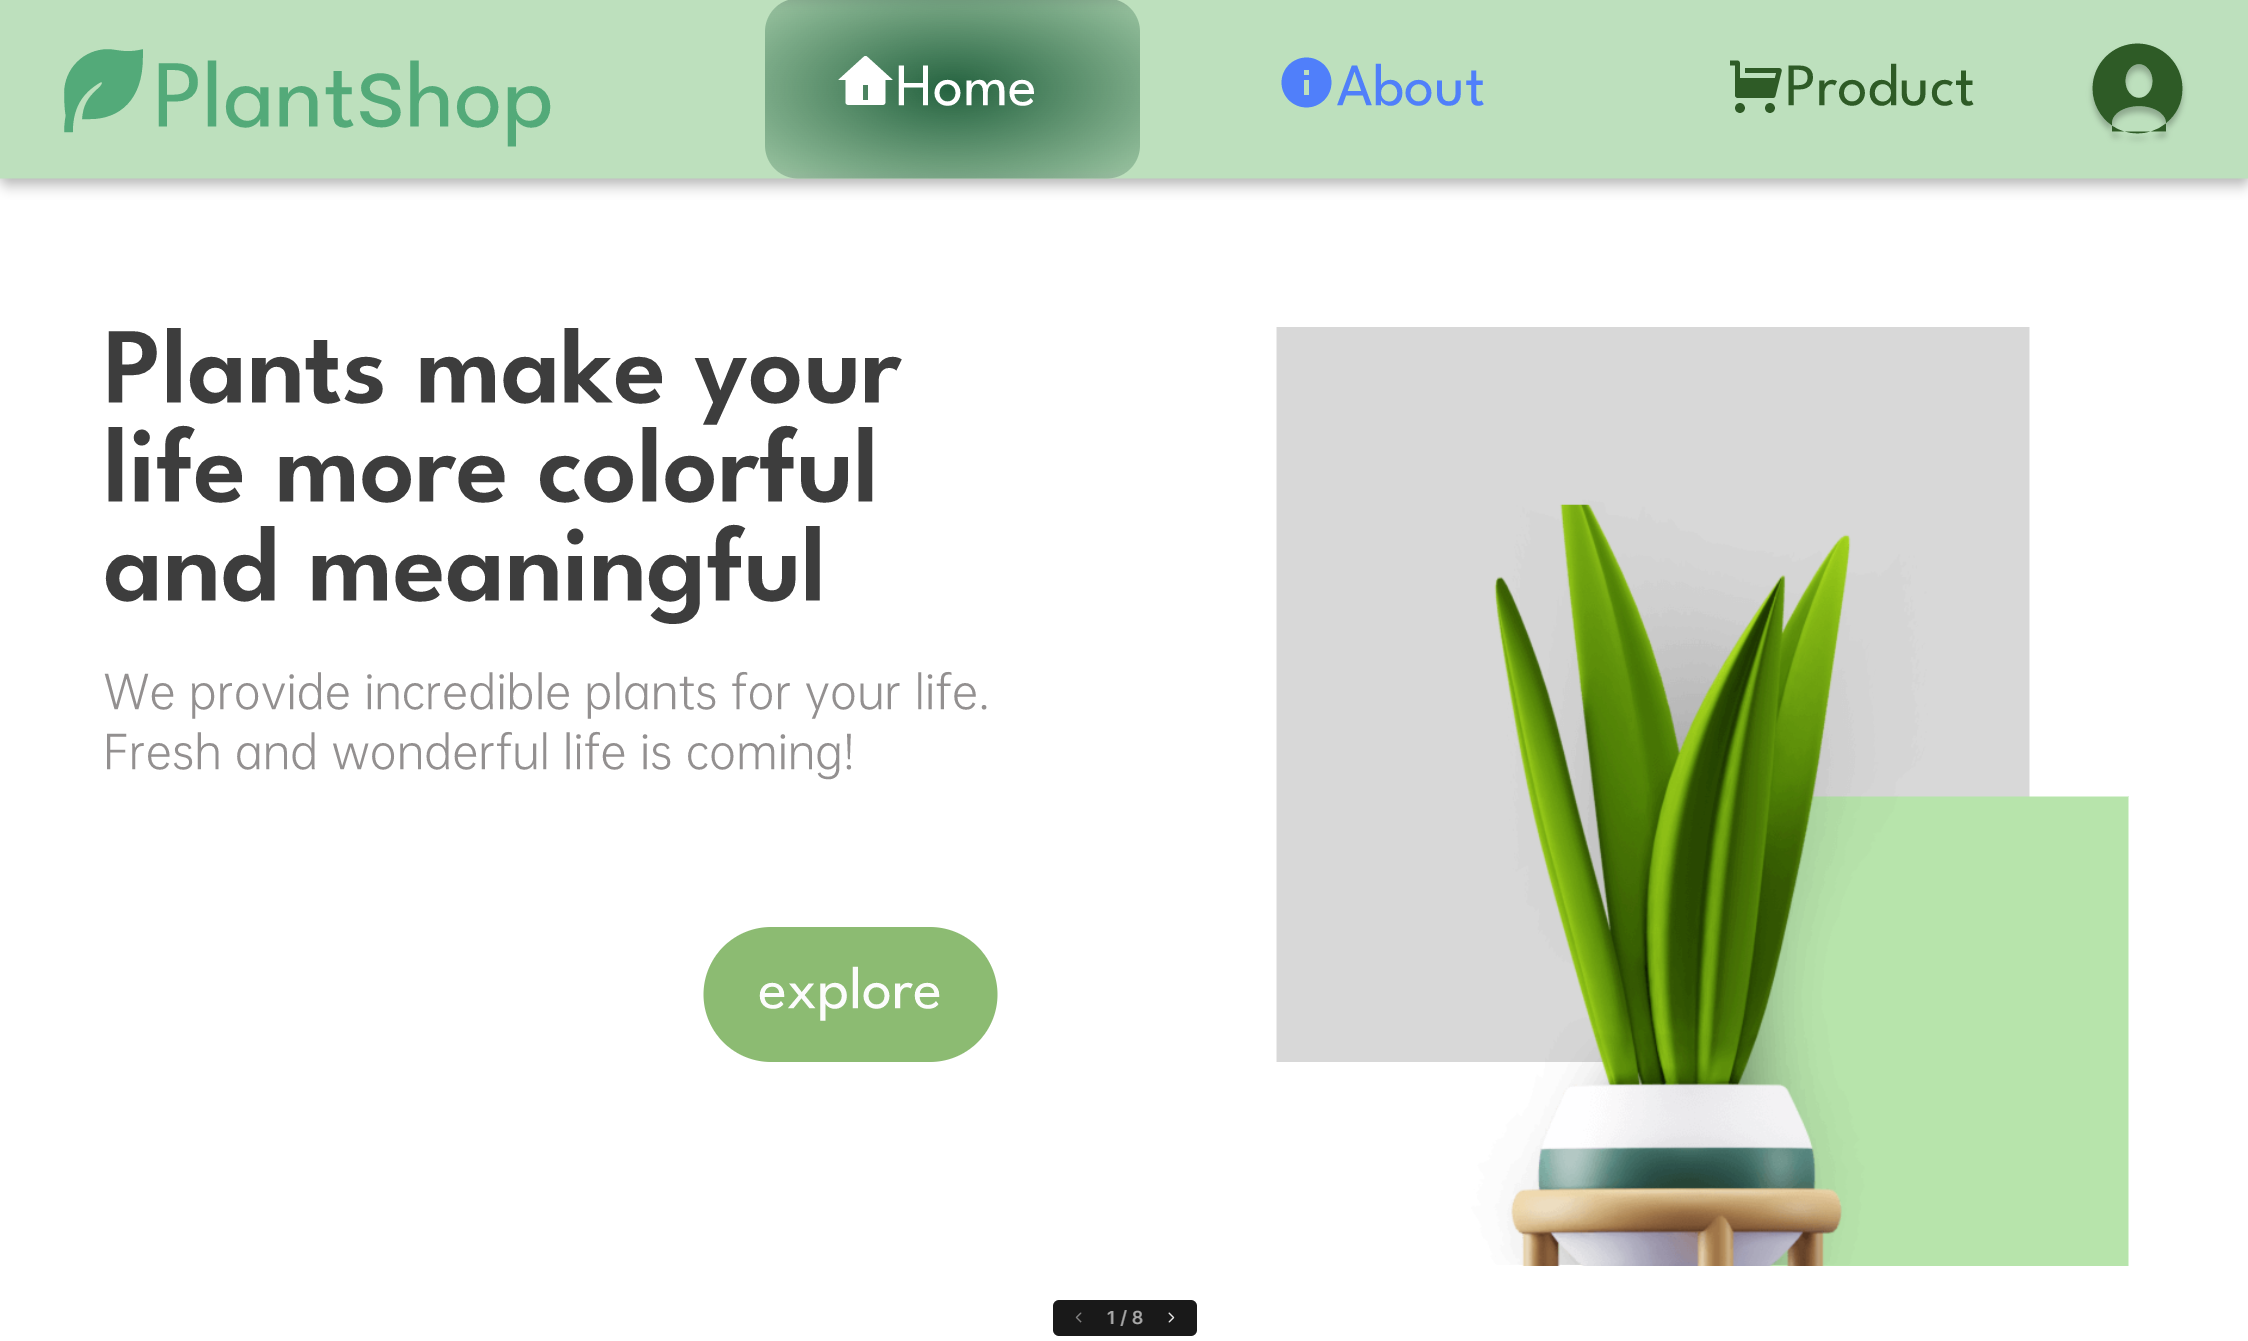 PlantShop
Home
About
Product
Plants make your
life more colorful
and meaningful
We provide incredible plants for your life.
Fresh and wonderful life is coming!
explore
1 / 8